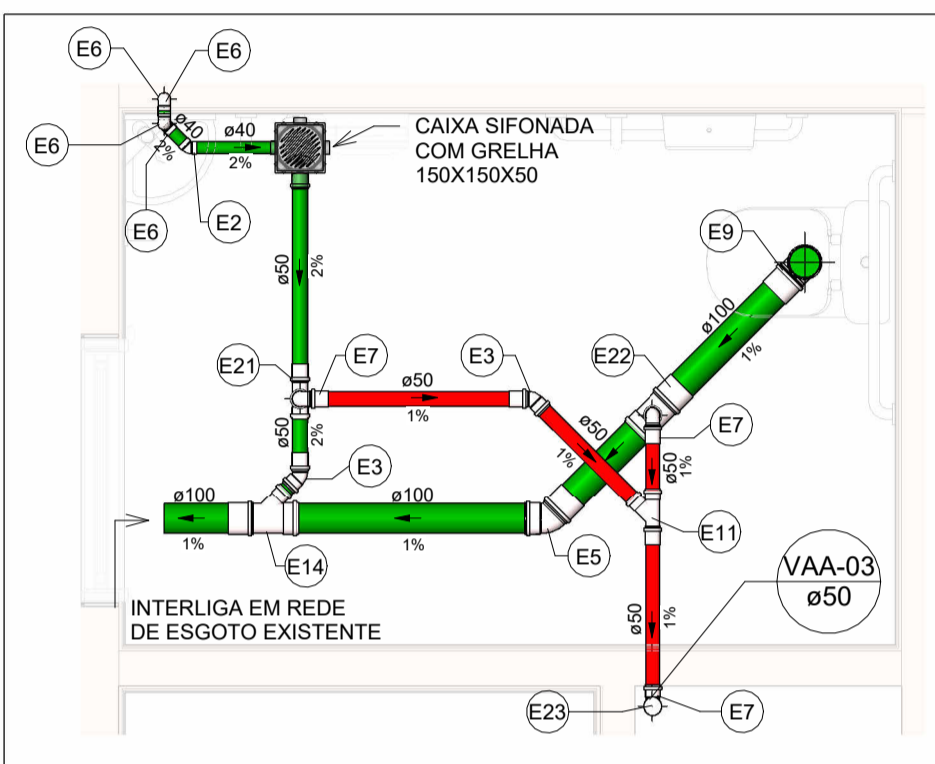 E6
E6
E6
E6
ø40
2%
ø40
2%
E2
CAIXA SIFONADA
COM GRELHA
150X150X50
E9
ø50
2%
ø100
1%
E21
E7
E3
E22
ø50
1%
E7
ø50
2%
ø50
1%
ø50
1%
E3
ø100
1%
ø100
1%
E14
E5
E11
VAA-03
ø50
INTERLIGA EM REDE
DE ESGOTO EXISTENTE
ø50
1%
E23
E7